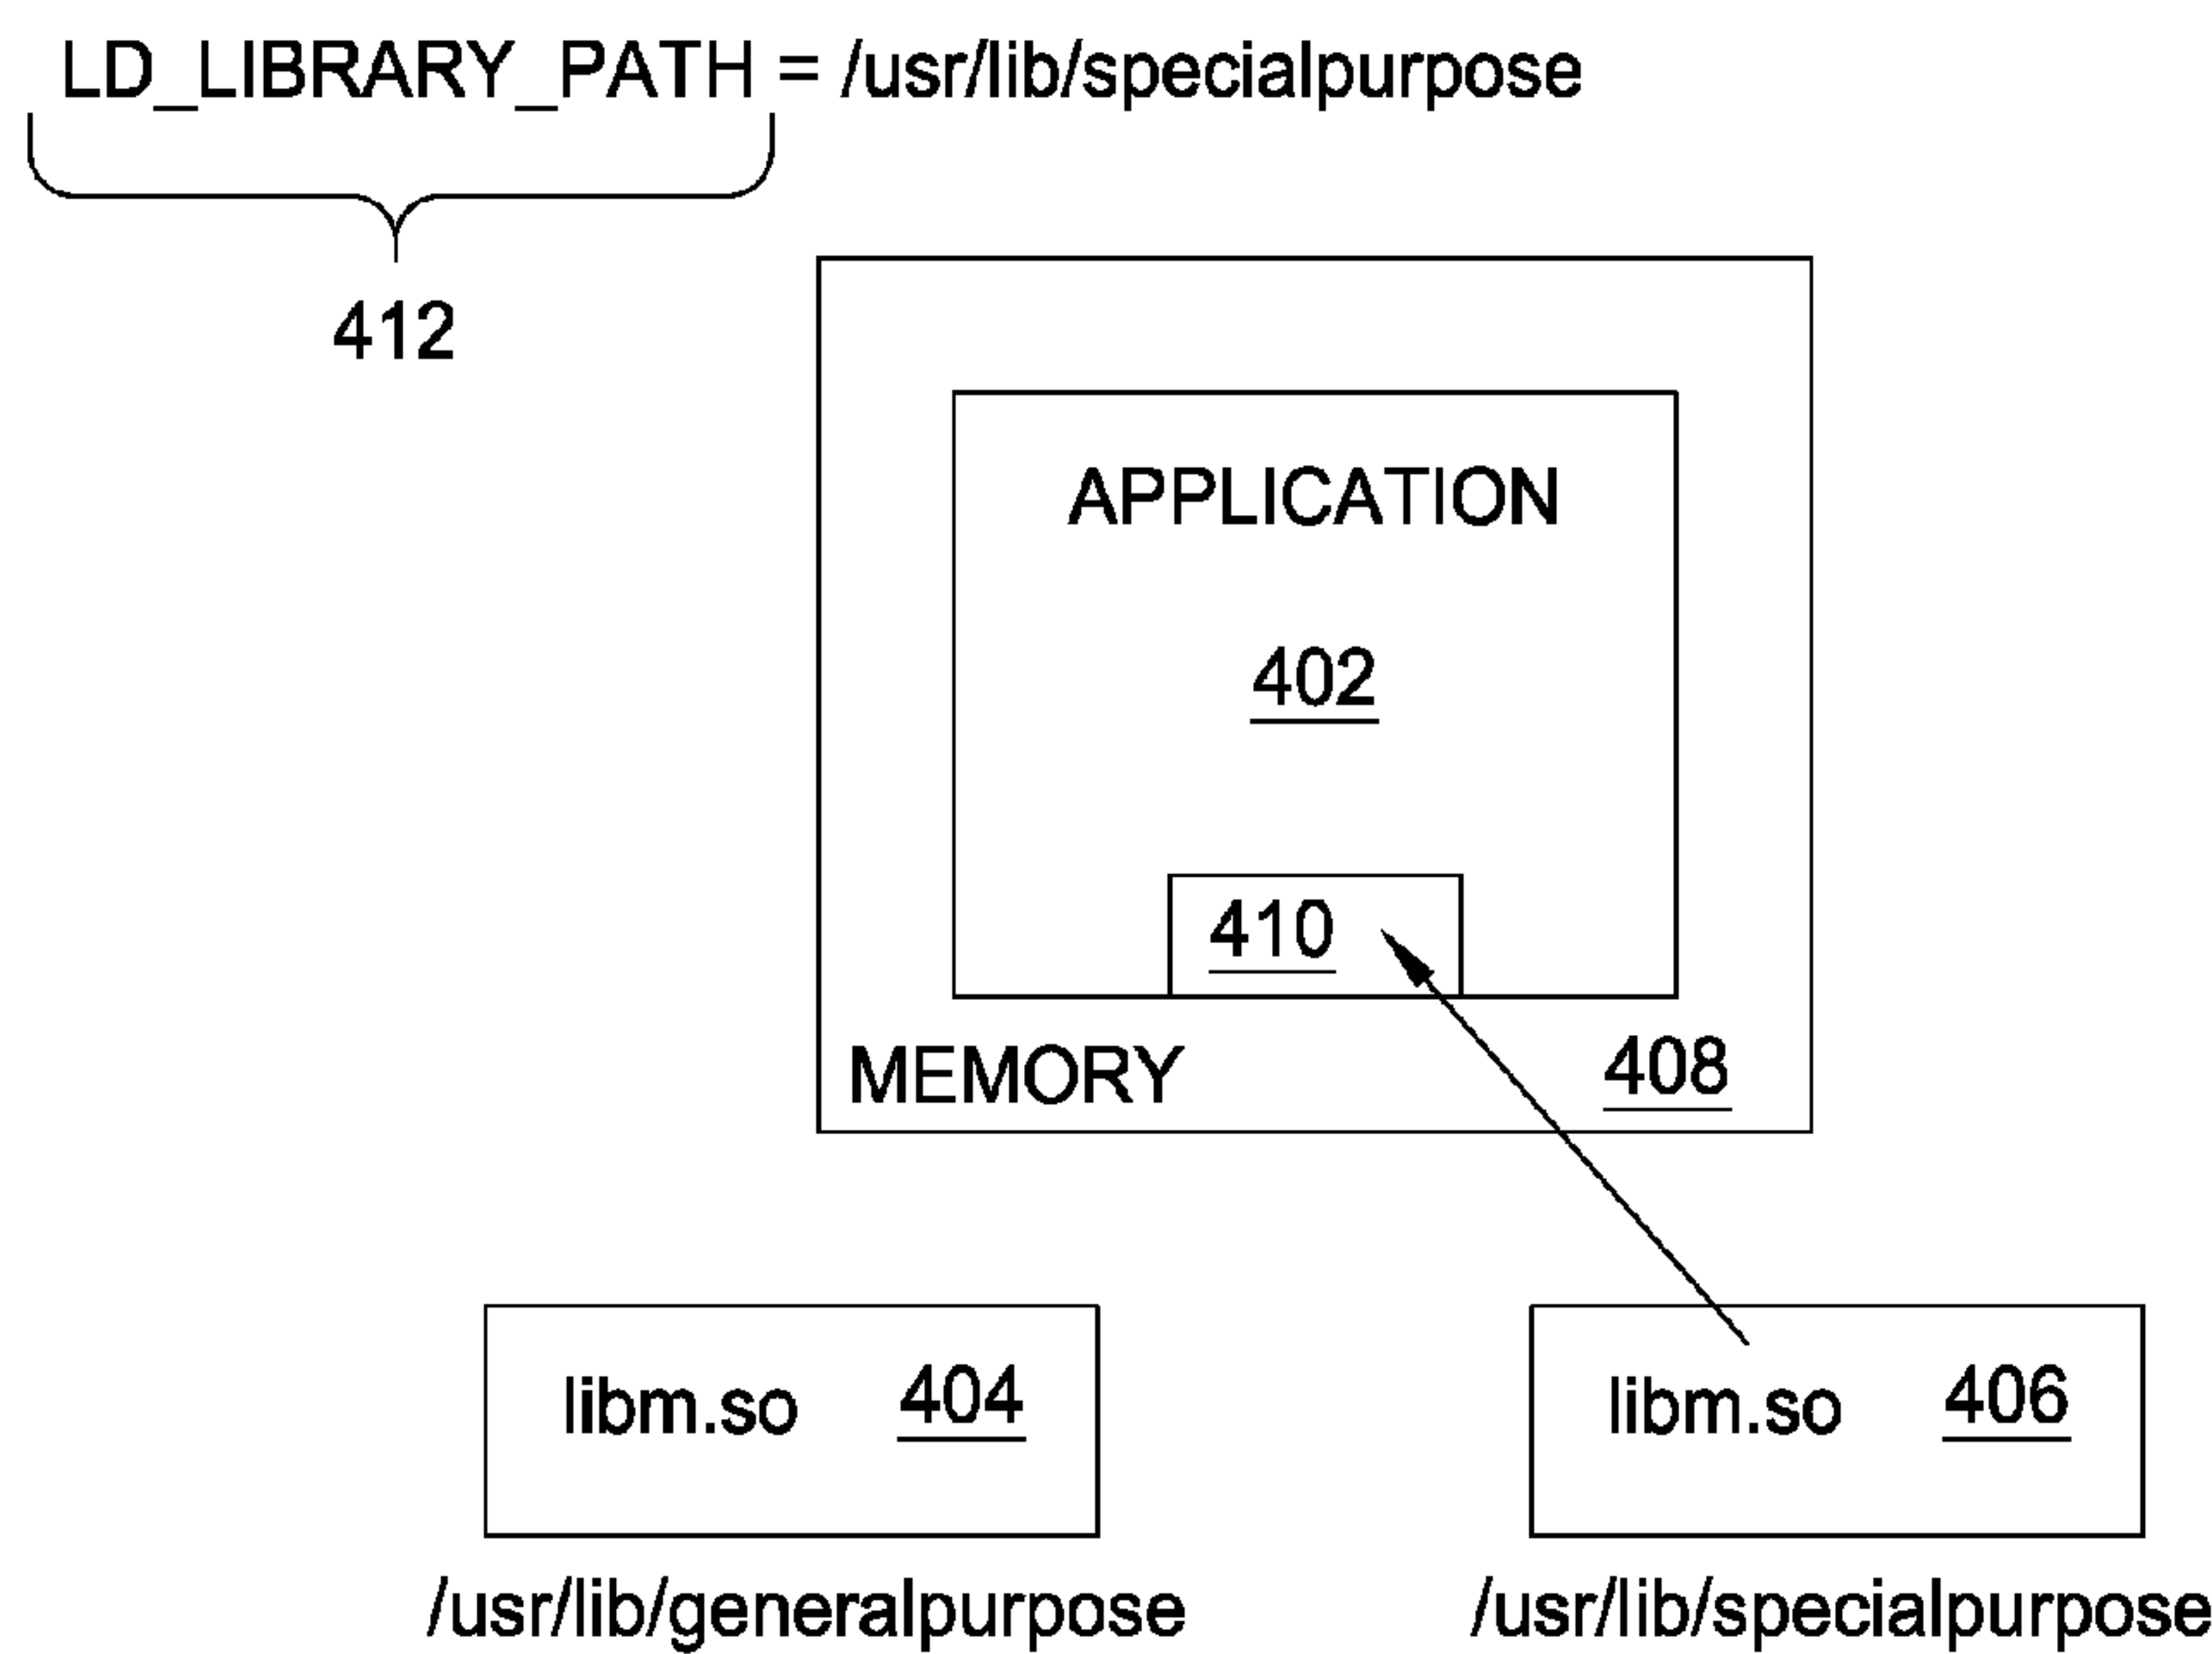 LD_LIBRARY_PATH = /usr/lib/specialpurpose
412
APPLICATION
402
410
MEMORY 408
libm.so 404
/usr/lib/generalpurpose
libm.so 406
/usr/lib/specialpurpose